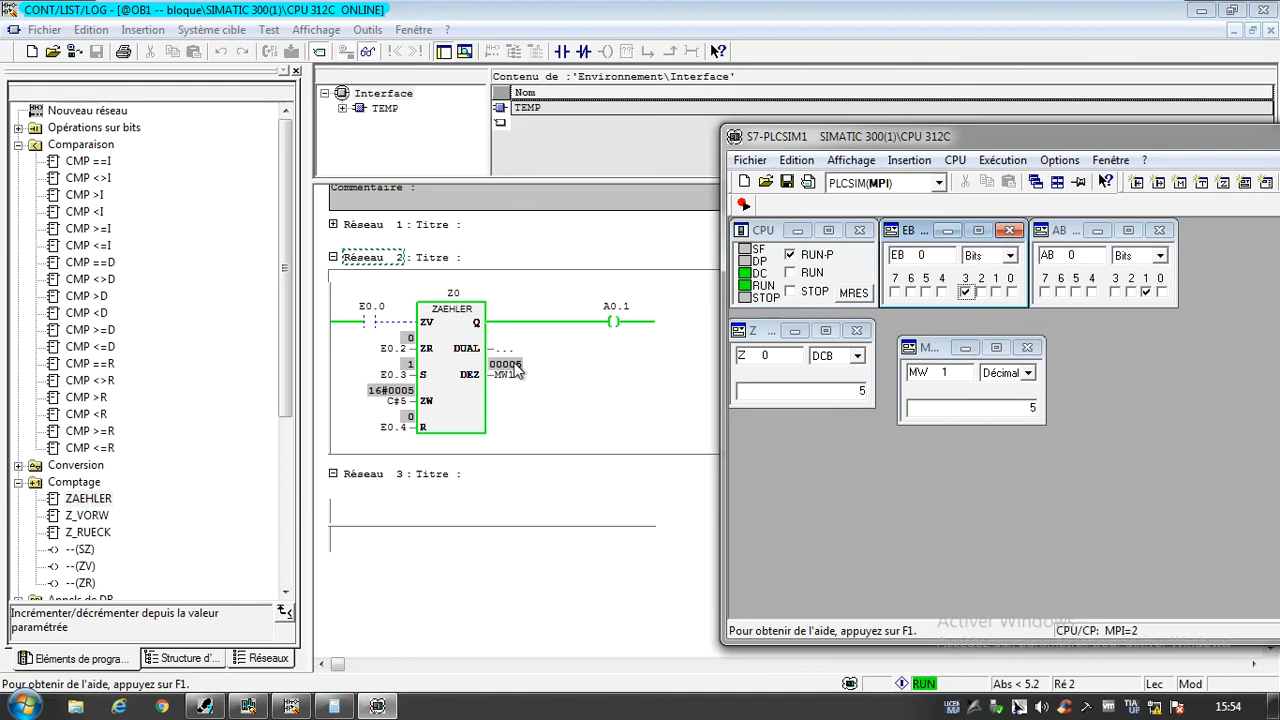 CONT/LIST/LOG - [@OB1 -- bloque\SIMATIC 300(1)\CPU 312C ONLINE]
Fichier Edition Insertion Système cible Test Affichage Outils Fenêtre ?
Contenu de :'Environnement\Interface'
Interface
TEMP
Nom
TEMP
Nouveau réseau
Opérations sur bits
Comparaison
CMP ==I
CMP <>I
CMP >I
CMP <I
CMP >=I
CMP <=I
CMP ==D
CMP <>D
CMP >D
CMP <D
CMP >=D
CMP <=D
CMP ==R
CMP <>R
CMP >R
CMP <R
CMP >=R
CMP <=R
Conversion
Comptage
ZAEHLER
Z_VORW
Z_RUECK
--(SZ)
--(ZV)
--(ZR)
Appels de
Incrémenter/décrémenter depuis la valeur
paramétrée
Eléments de progra...
Structure d'...
Réseaux
Commentaire :
Réseau 1 : Titre :
Réseau 2 : Titre :
Z0
E0.0
ZAEHLER
A0.1
ZV Q
0
E0.2 ZR DUAL ...
1
E0.3 S DEZ MW1
16#0005
C#5 ZW
0
E0.4 R
Réseau 3 : Titre :
S7-PLCSIM1 SIMATIC 300(1)\CPU 312C
Fichier Edition Affichage Insertion CPU Exécution Options Fenêtre ?
PLCSIM(MPI)
CPU
SF
DP
DC
RUN
STOP
RUN-P
RUN
STOP
MRES
EB ...
EB 0 Bits
7 6 5 4 3 2 1 0
AB ...
AB 0 Bits
7 6 5 4 3 2 1 0
Z ...
Z 0 DCB
5
M...
MW 1 Décimal
5
Activer Windows
Pour obtenir de l'aide, appuyez sur F1.
CPU/CP: MPI=2
Pour obtenir de l'aide, appuyez sur F1.
RUN
Abs < 5.2
Ré 2
Lec
Mod
15:54